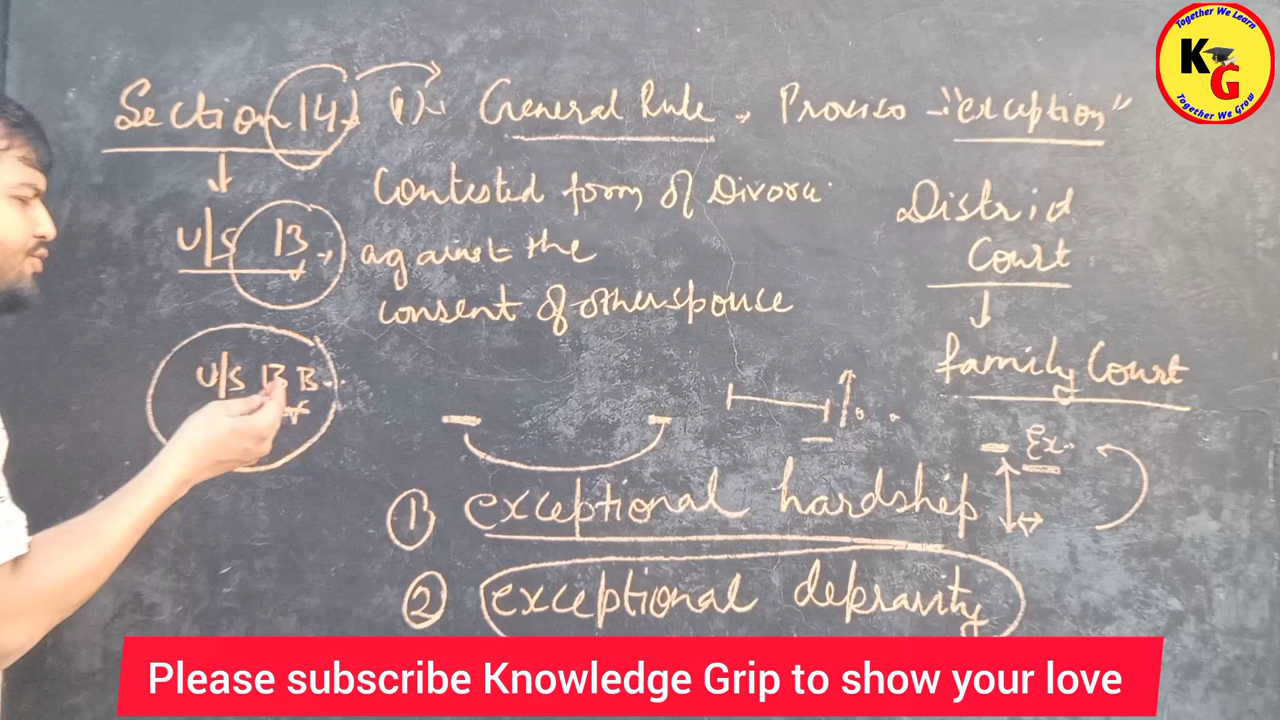 Section 14, (1). General Rule, Proviso - "exception"
Contested form of Divorce
U/S 13, against the
consent of other spouce
District
Court
family Court
U/S 13 B
Ex.
① exceptional hardship
② exceptional depravity
Together We Learn
KG
Together We Grow
Please subscribe Knowledge Grip to show your love